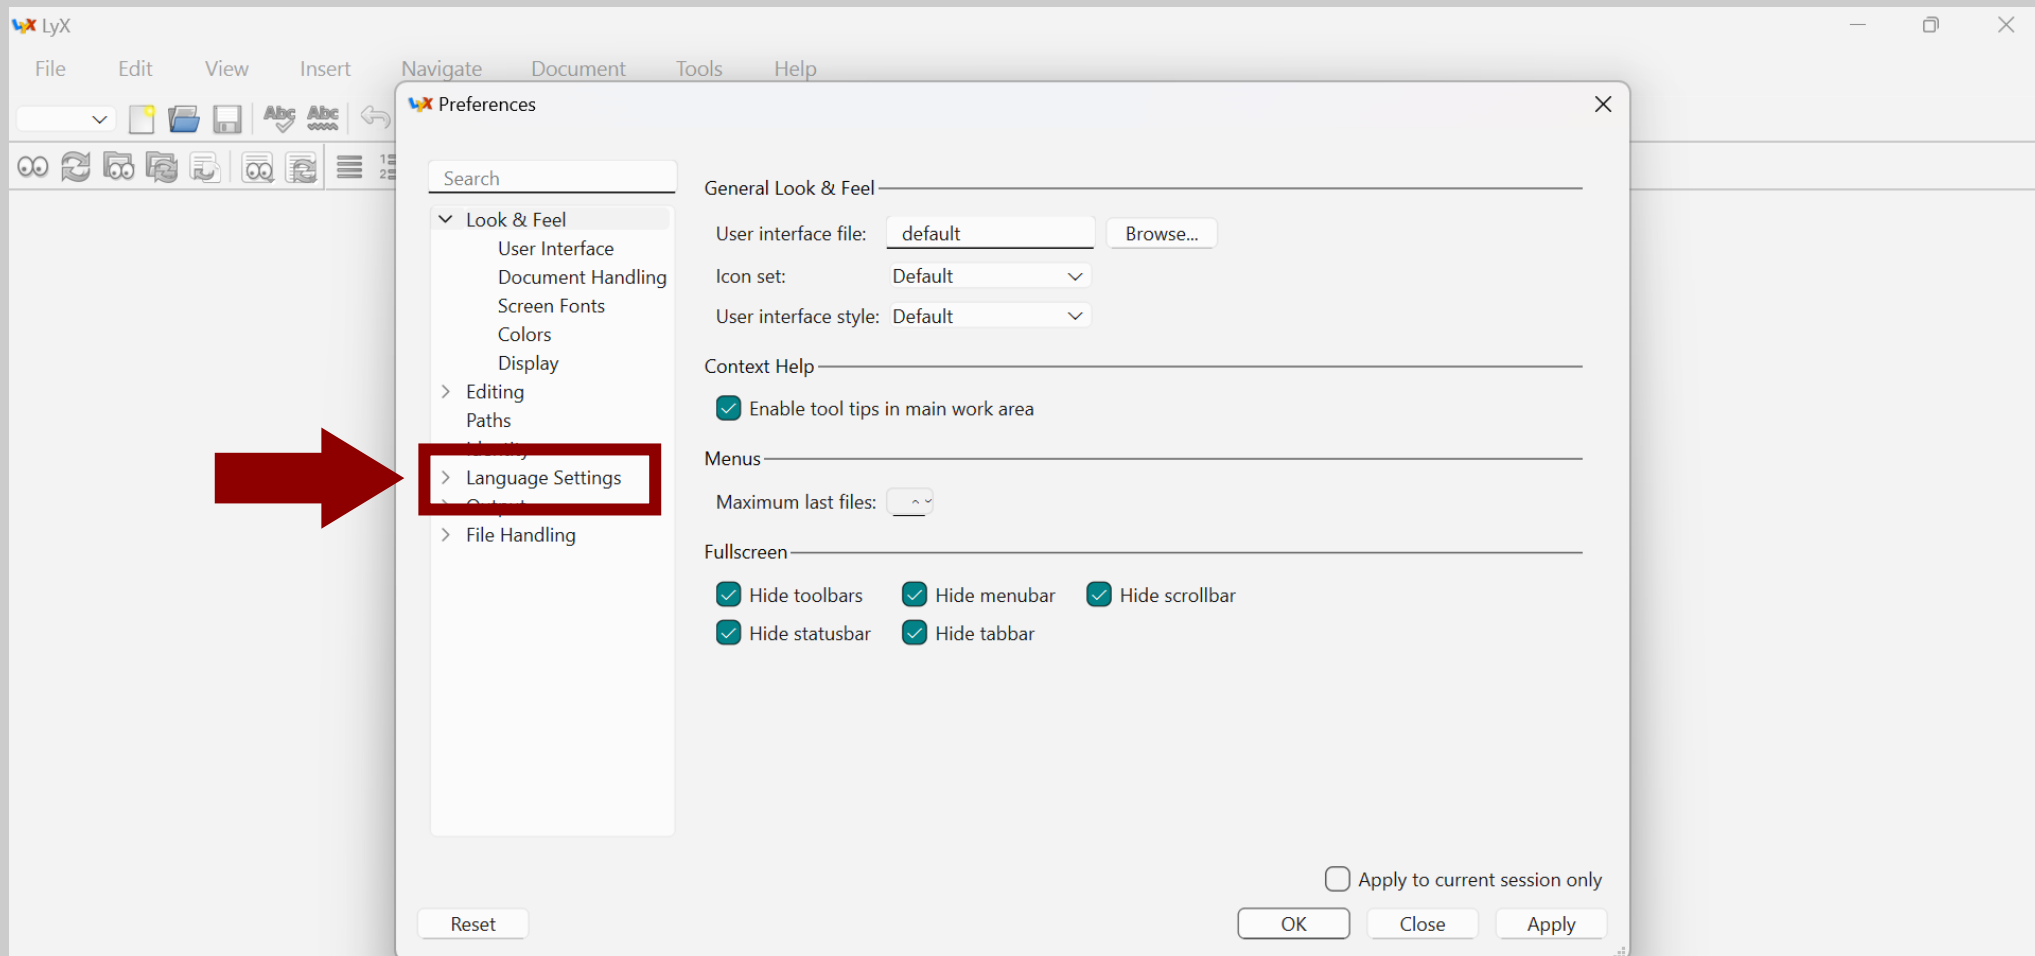 LyX
File Edit View Insert Navigate Document Tools Help
Preferences
Abc Abc
Search
Look & Feel
User Interface
Document Handling
Screen Fonts
Colors
Display
Editing
Paths
Language Settings
File Handling
General Look & Feel
User interface file: default Browse...
Icon set: Default
User interface style: Default
Context Help
Enable tool tips in main work area
Menus
Maximum last files:
Fullscreen
Hide toolbars Hide menubar Hide scrollbar
Hide statusbar Hide tabbar
Apply to current session only
Reset OK Close Apply